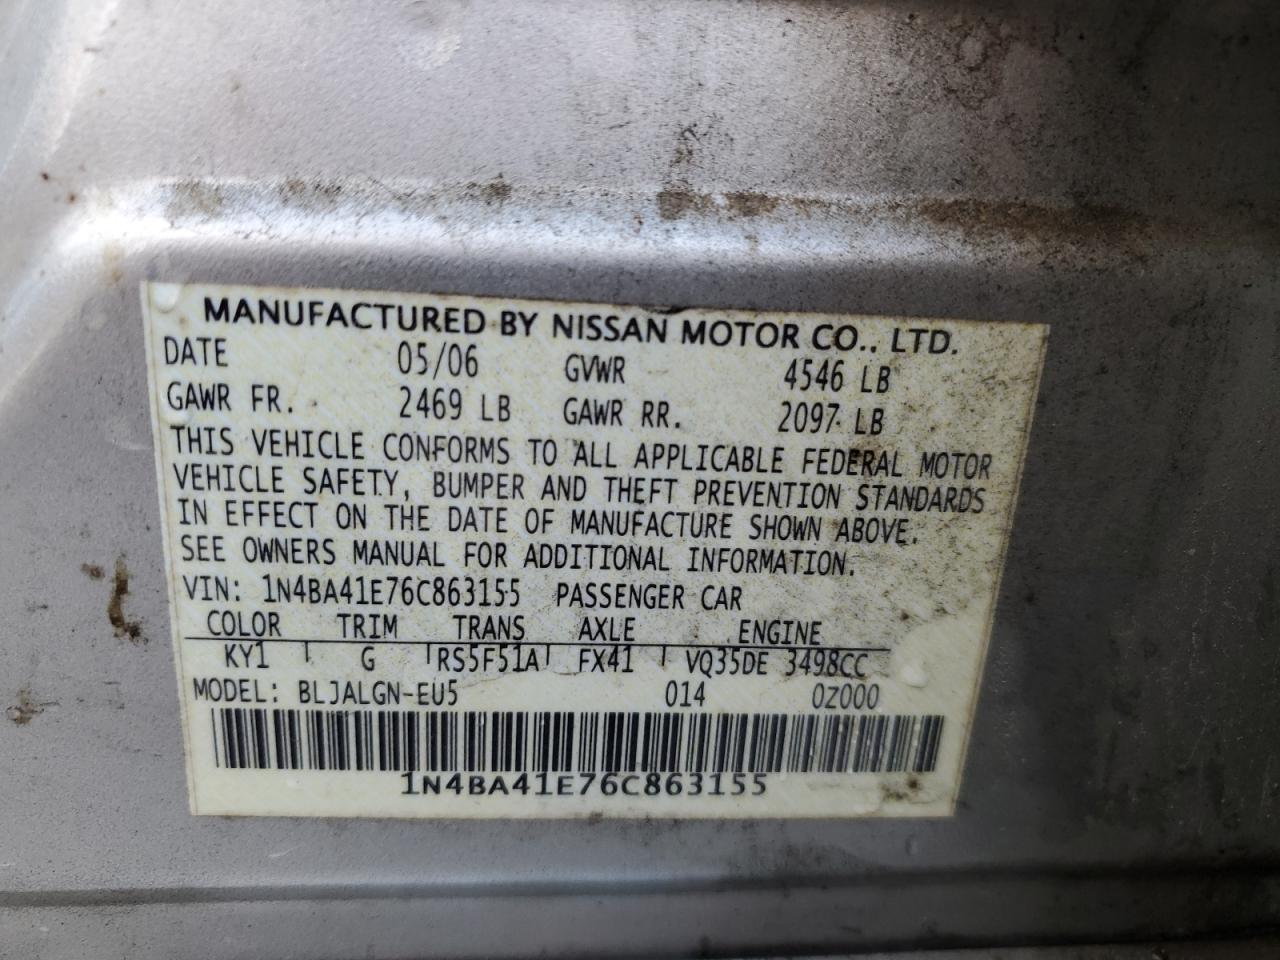 MANUFACTURED BY NISSAN MOTOR CO., LTD.
DATE 05/06 GVWR 4546 LB
GAWR FR. 2469 LB GAWR RR. 2097 LB
THIS VEHICLE CONFORMS TO ALL APPLICABLE FEDERAL MOTOR
VEHICLE SAFETY, BUMPER AND THEFT PREVENTION STANDARDS
IN EFFECT ON THE DATE OF MANUFACTURE SHOWN ABOVE.
SEE OWNERS MANUAL FOR ADDITIONAL INFORMATION.
VIN: 1N4BA41E76C863155 PASSENGER CAR
COLOR TRIM TRANS AXLE ENGINE
KY1 G RS5F51A FX41 VQ35DE 3498CC
MODEL: BLJALGN-EU5 014 0Z000
1N4BA41E76C863155